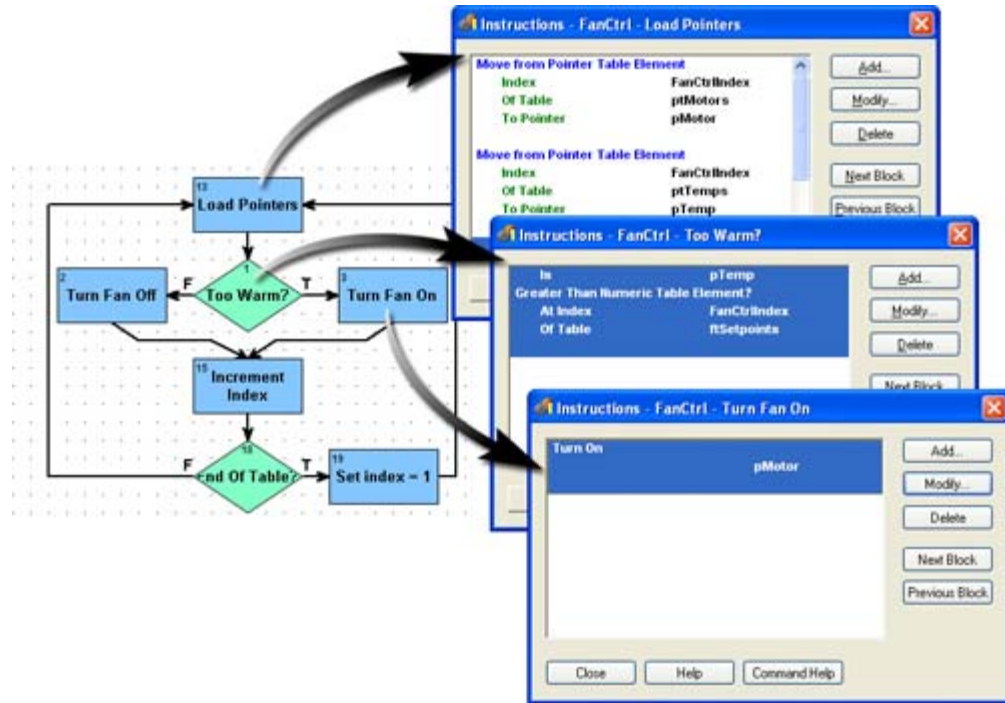 13
Load Pointers
1
F Too Warm? T
2
Turn Fan Off
3
Turn Fan On
15
Increment
Index
18
F End Of Table? T
19
Set index = 1
Instructions - FanCtrl - Load Pointers
Move from Pointer Table Element
Index FanCtrlIndex
Of Table ptMotors
To Pointer pMotor
Move from Pointer Table Element
Index FanCtrlIndex
Of Table ptTemps
To Pointer pTemp
Add...
Modify...
Delete
Next Block
Previous Block
Instructions - FanCtrl - Too Warm?
Is pTemp
Greater Than Numeric Table Element?
At Index FanCtrlIndex
Of Table ftSetpoints
Add...
Modify...
Delete
Next Block
Instructions - FanCtrl - Turn Fan On
Turn On
pMotor
Add...
Modify...
Delete
Next Block
Previous Block
Close Help Command Help